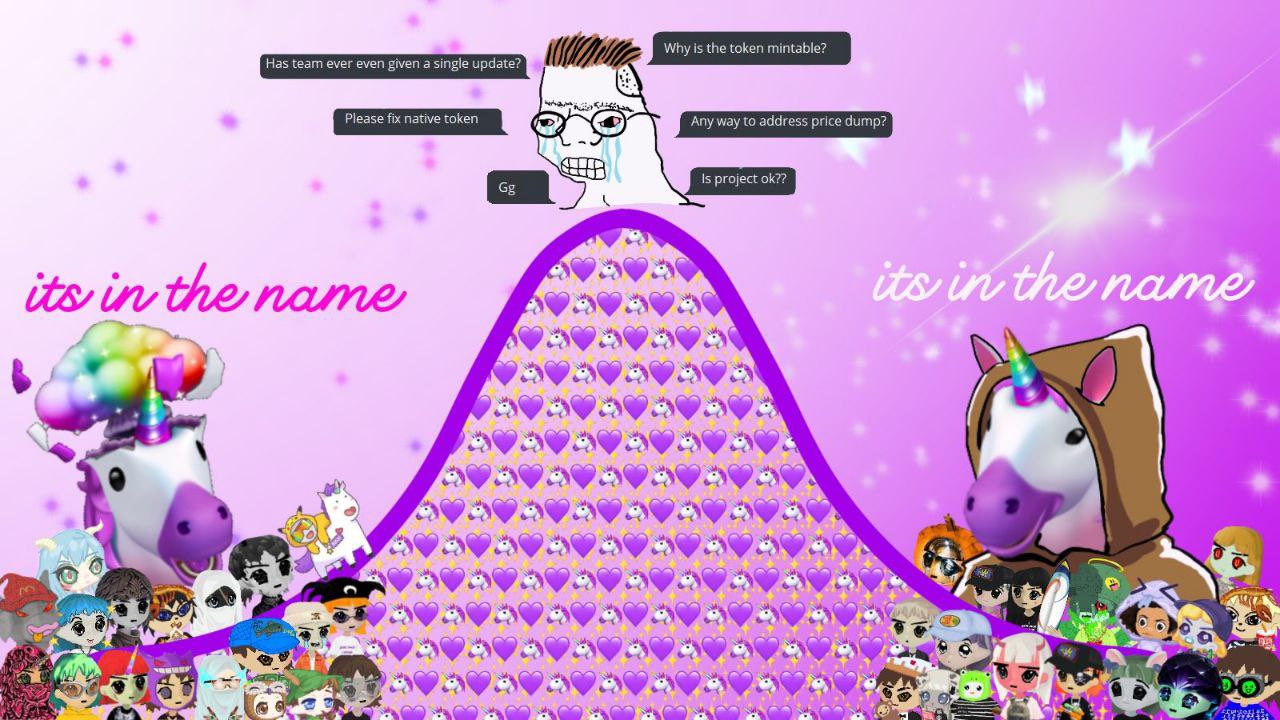 Why is the token mintable?
Has team ever even given a single update?
Please fix native token
Any way to address price dump?
Is project ok??
Gg
its in the name
its in the name